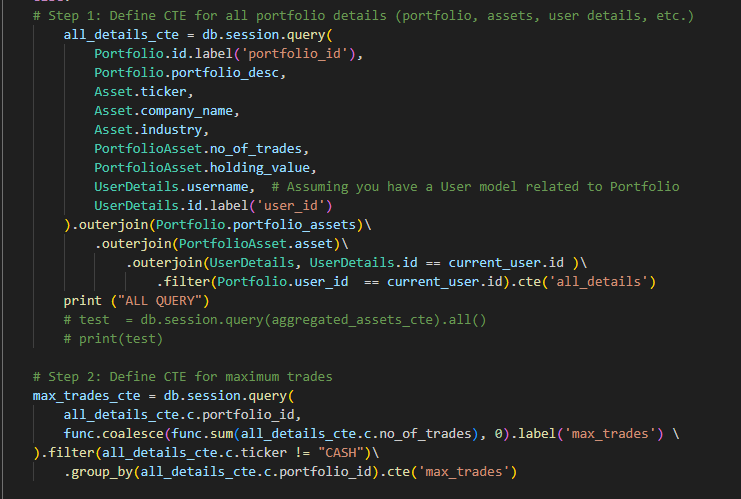 # Step 1: Define CTE for all portfolio details (portfolio, assets, user details, etc.)
all_details_cte = db.session.query(
Portfolio.id.label('portfolio_id'),
Portfolio.portfolio_desc,
Asset.ticker,
Asset.company_name,
Asset.industry,
PortfolioAsset.no_of_trades,
PortfolioAsset.holding_value,
UserDetails.username,  # Assuming you have a User model related to Portfolio
UserDetails.id.label('user_id')
).outerjoin(Portfolio.portfolio_assets)\
.outerjoin(PortfolioAsset.asset)\
.outerjoin(UserDetails, UserDetails.id == current_user.id )\
.filter(Portfolio.user_id  == current_user.id).cte('all_details')
print ("ALL QUERY")
# test  = db.session.query(aggregated_assets_cte).all()
# print(test)
# Step 2: Define CTE for maximum trades
max_trades_cte = db.session.query(
all_details_cte.c.portfolio_id,
func.coalesce(func.sum(all_details_cte.c.no_of_trades), 0).label('max_trades') \
).filter(all_details_cte.c.ticker != "CASH")\
.group_by(all_details_cte.c.portfolio_id).cte('max_trades')